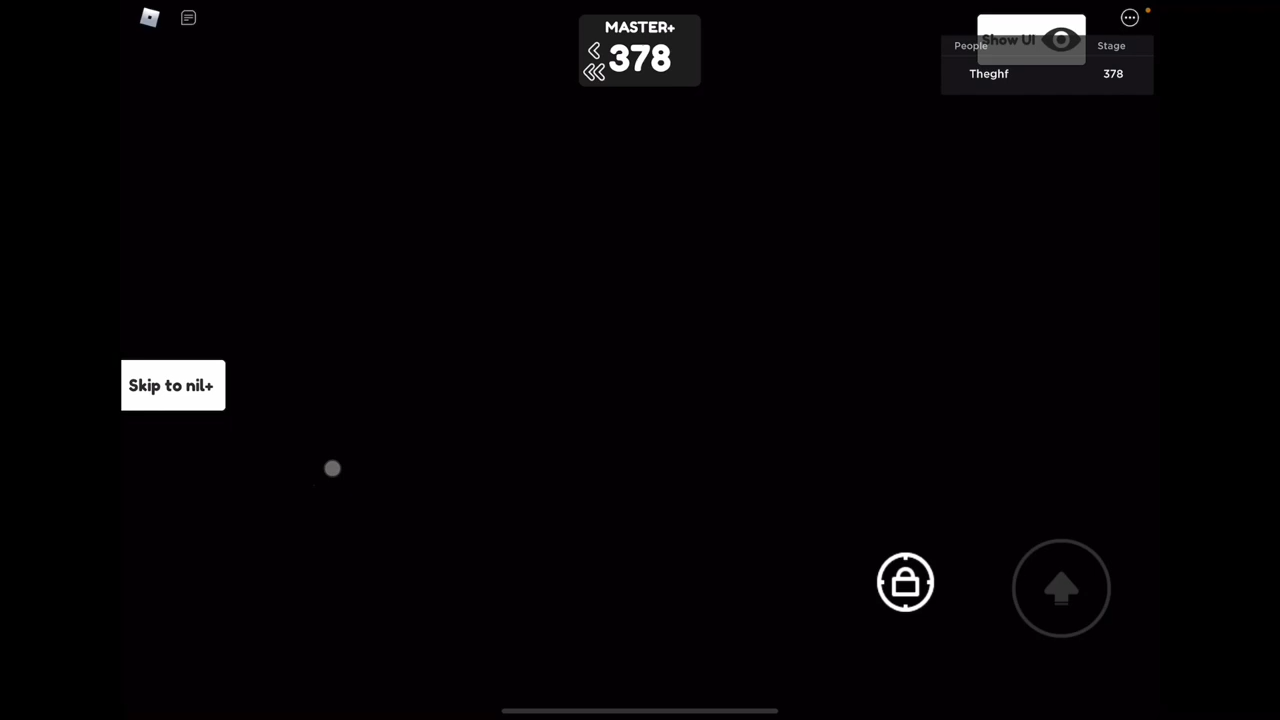 MASTER+
378
Show UI
People Stage
Theghf 378
Skip to nil+